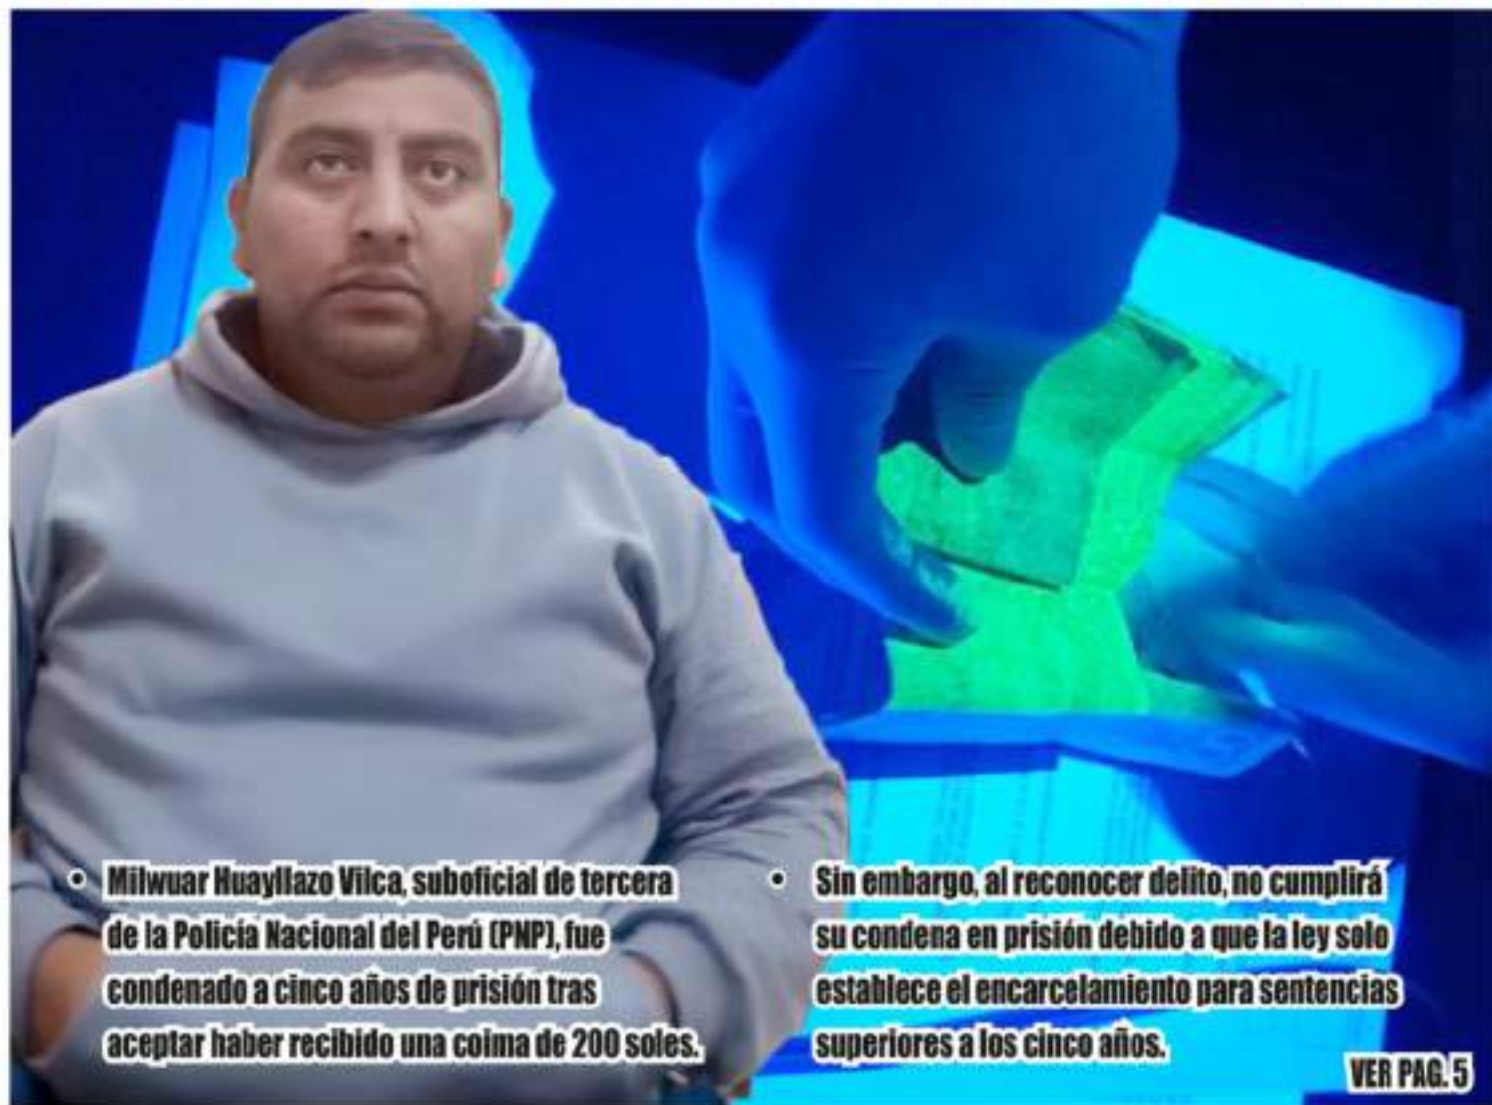 • Milwuar Huayllazo Vilca, suboficial de tercera
de la Policía Nacional del Perú (PNP), fue
condenado a cinco años de prisión tras
aceptar haber recibido una coima de 200 soles.
• Sin embargo, al reconocer delito, no cumplirá
su condena en prisión debido a que la ley solo
establece el encarcelamiento para sentencias
superiores a los cinco años.
VER PAG. 5